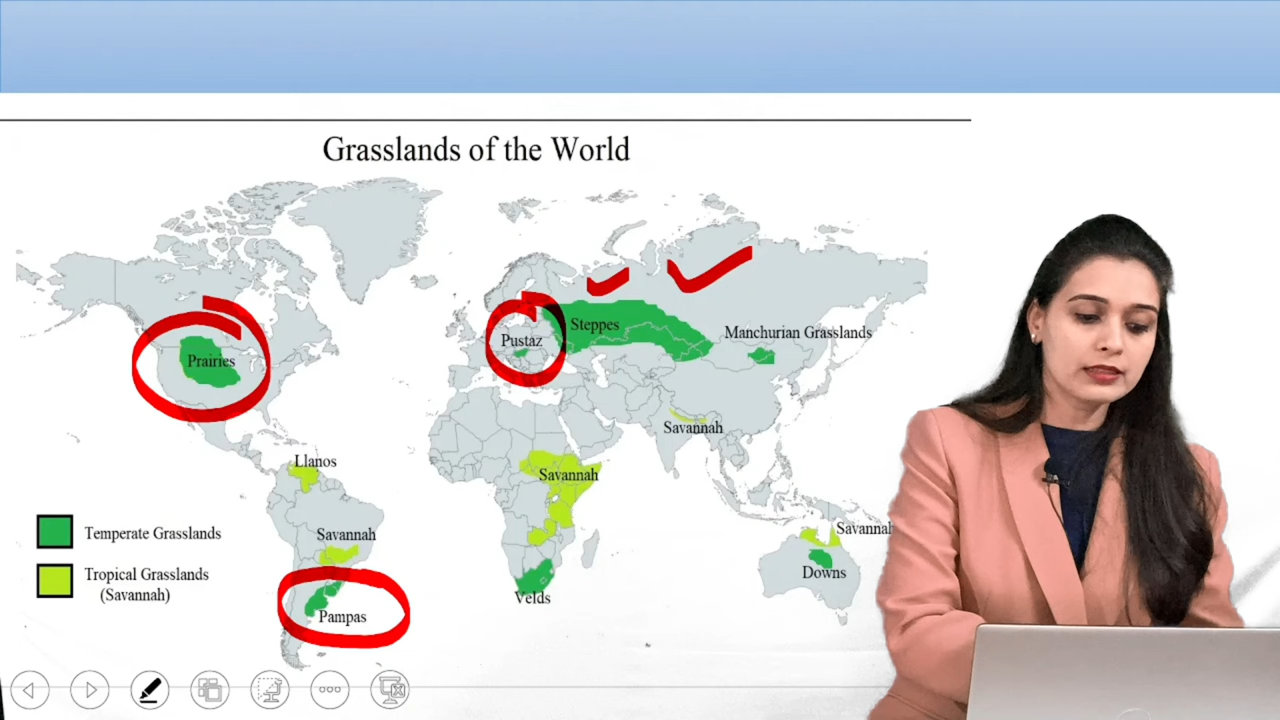 Grasslands of the World
Prairies
Pustaz
Steppes
Manchurian Grasslands
Savannah
Llanos
Savannah
Savannah
Savannah
Pampas
Velds
Downs
Temperate Grasslands
Tropical Grasslands
(Savannah)